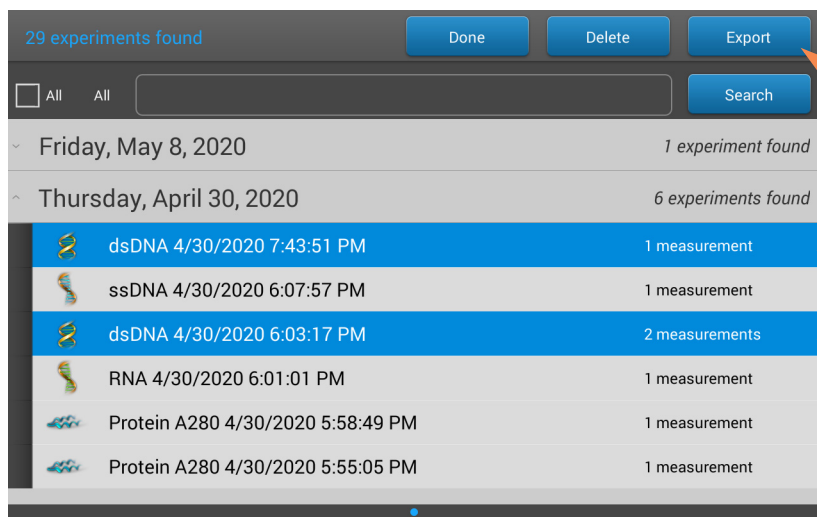 29 experiments found Done Delete Export
All All Search
Friday, May 8, 2020 1 experiment found
Thursday, April 30, 2020 6 experiments found
dsDNA 4/30/2020 7:43:51 PM 1 measurement
ssDNA 4/30/2020 6:07:57 PM 1 measurement
dsDNA 4/30/2020 6:03:17 PM 2 measurements
RNA 4/30/2020 6:01:01 PM 1 measurement
Protein A280 4/30/2020 5:58:49 PM 1 measurement
Protein A280 4/30/2020 5:55:05 PM 1 measurement